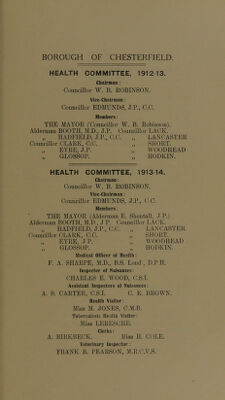 BOROUGH OF CHESTERFIELD.
HEALTH COMMITTEE, 1912-13.
Chairman:
Councillor W. B. ROBINSON.
Vice-Chairman:
Councillor EDMUNDS, J.P., C.C.
Members:
THE MAYOR (Councillor W. B. Robinson).
Alderman BOOTH, M.D., J.P. Councillor LACK.
„ HADFIELD, J.P., C.C. „ LANCASTER
Councillor CLARK, C.C. „ SHORT.
„ EYRE, J.P. „ WOODHEAD
„ GLOSSOP. „ HODKIN.
HEALTH COMMITTEE, 1913-14.
Chairman:
Councillor W. B. ROBINSON.
Vice-Chairman:
Councillor EDMUNDS, J.P., C.C.
Members:
THE MAYOR (Alderman E. Shentall, J.P.)
Alderman BOOTH, M.D., J.P. Councillor LACK.
„ HADFIELD, J.P., C.C. „ LANCASTER
Councillor CLARK, C.C. „ SHORT.
„ EYRE, J.P. „ WOODHEAD
„ GLOSSOP. „ HODKIN.
Medical Officer of Health:
F. A. SHARPE, M.D., B.S. Lond., D.P.H.
Inspector of Nuisances:
CHARLES E. WOOD, C.S.I.
Assistant Inspectors of Nuisances:
A. S. CARTER, C.S.I. C. E. BROWN.
Health Visitor:
Miss M. JONES, C.M.B.
Tuberculosis Health Visitor:
Miss LERESCHE.
Clerks:
A. BIRKBECK. Miss H. COLE.
Veterinary Inspector:
FRANK B. PEARSON, M.R.C.V.S.